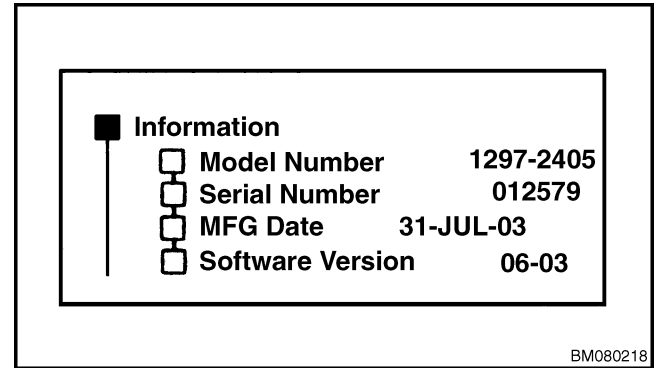 Information
Model Number 1297-2405
Serial Number 012579
MFG Date 31-JUL-03
Software Version 06-03
BM080218